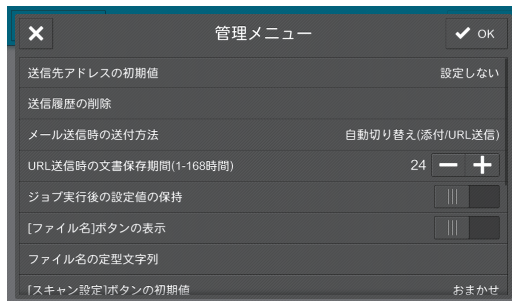 管理メニュー
OK
送信先アドレスの初期値 設定しない
送信履歴の削除
メール送信時の送付方法 自動切り替え(添付/URL送信)
URL送信時の文書保存期間(1-168時間) 24
ジョブ実行後の設定値の保持
[ファイル名]ボタンの表示
ファイル名の定型文字列
[スキャン設定]ボタンの初期値 おまかせ